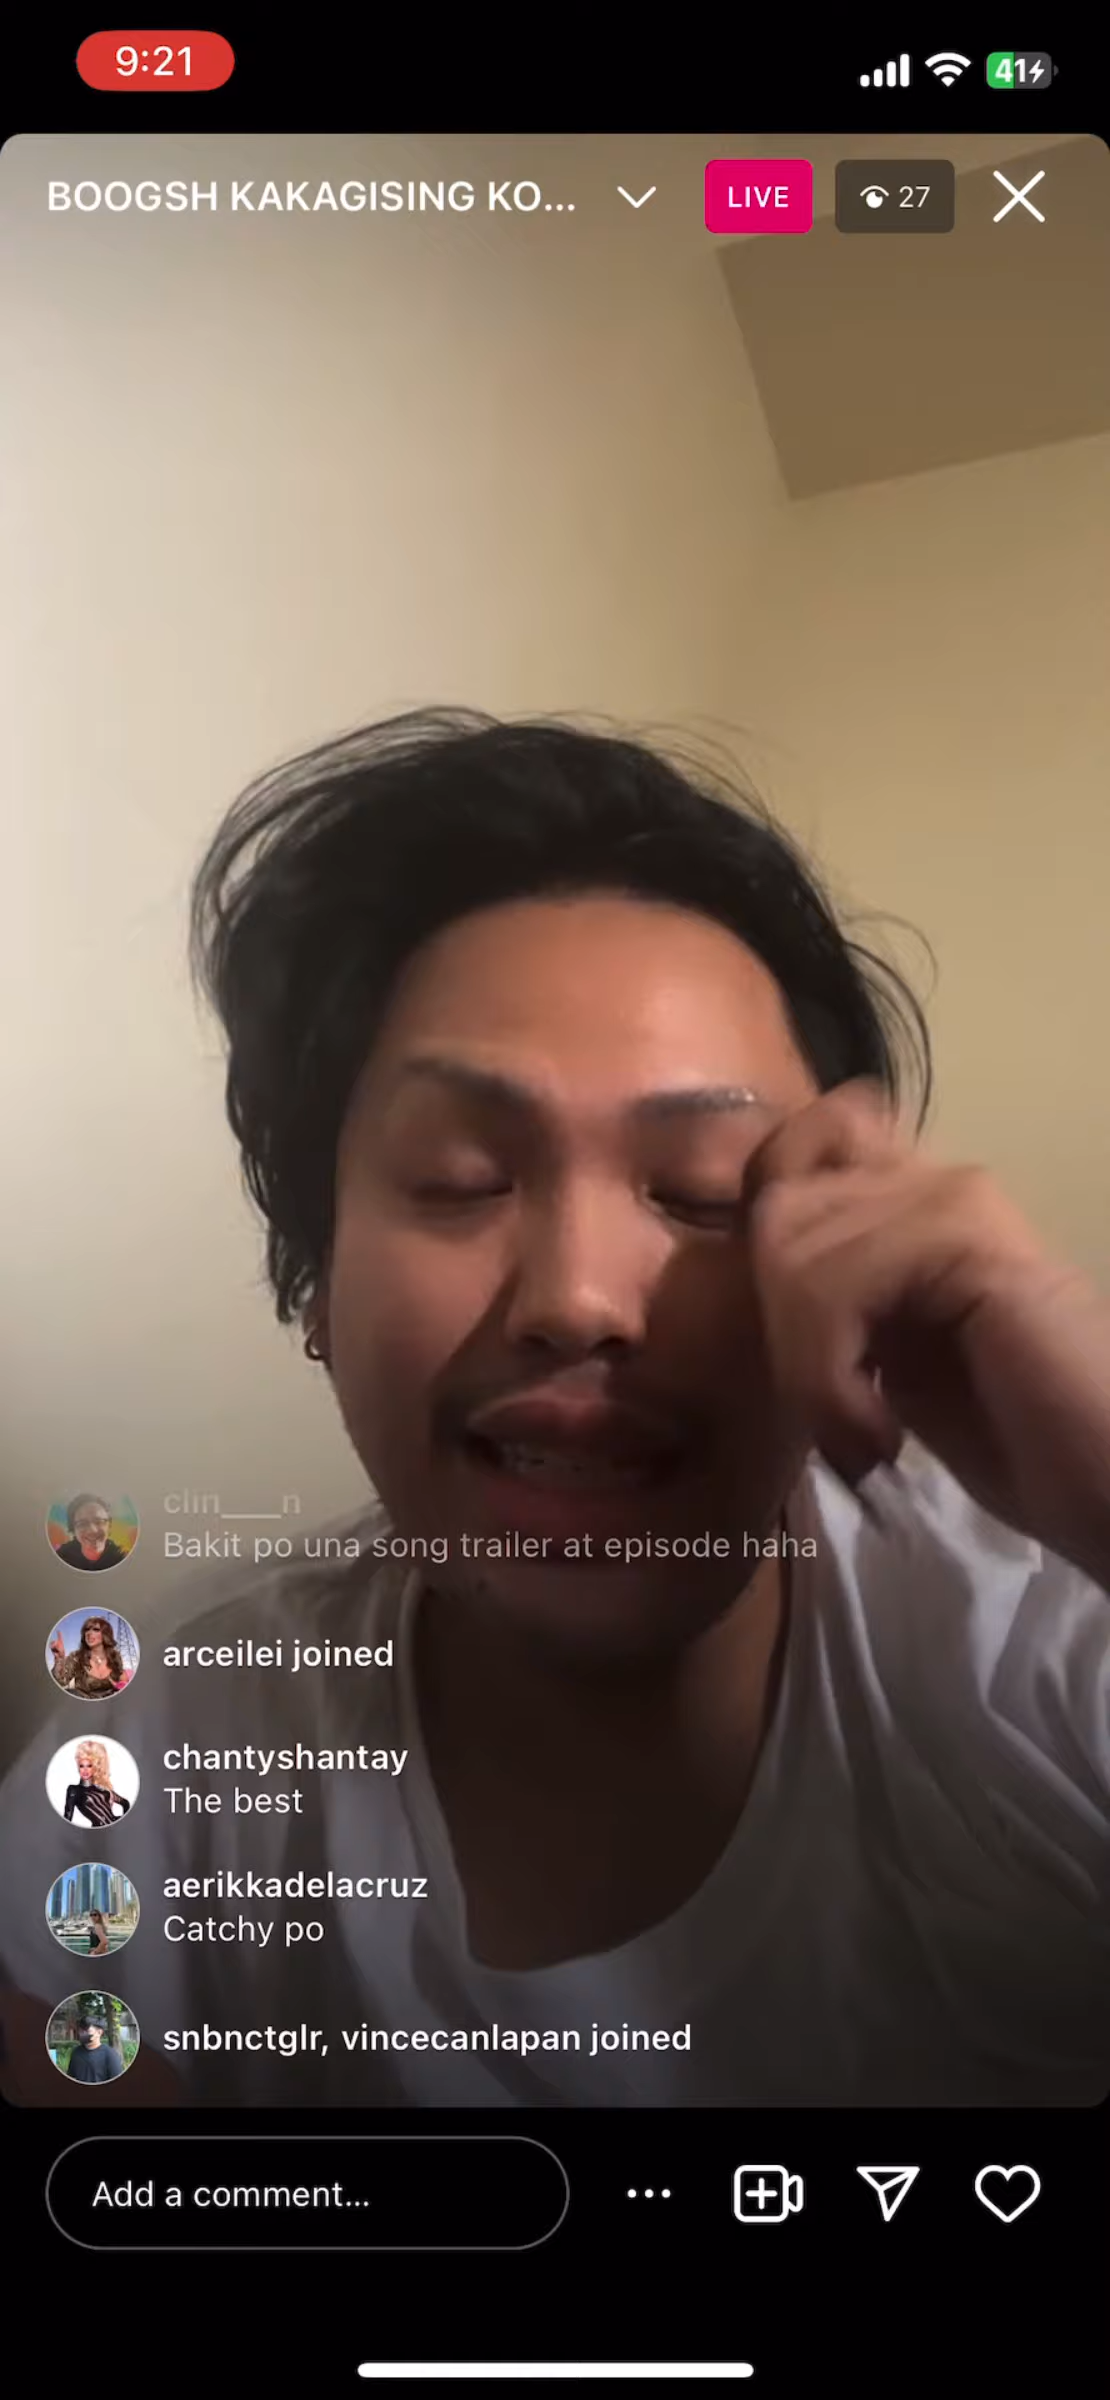 9:21
41
BOOGSH KAKAGISING KO...
LIVE
27
clin___n
Bakit po una song trailer at episode haha
arceilei joined
chantyshantay
The best
aerikkadelacruz
Catchy po
snbnctglr, vincecanlapan joined
Add a comment...